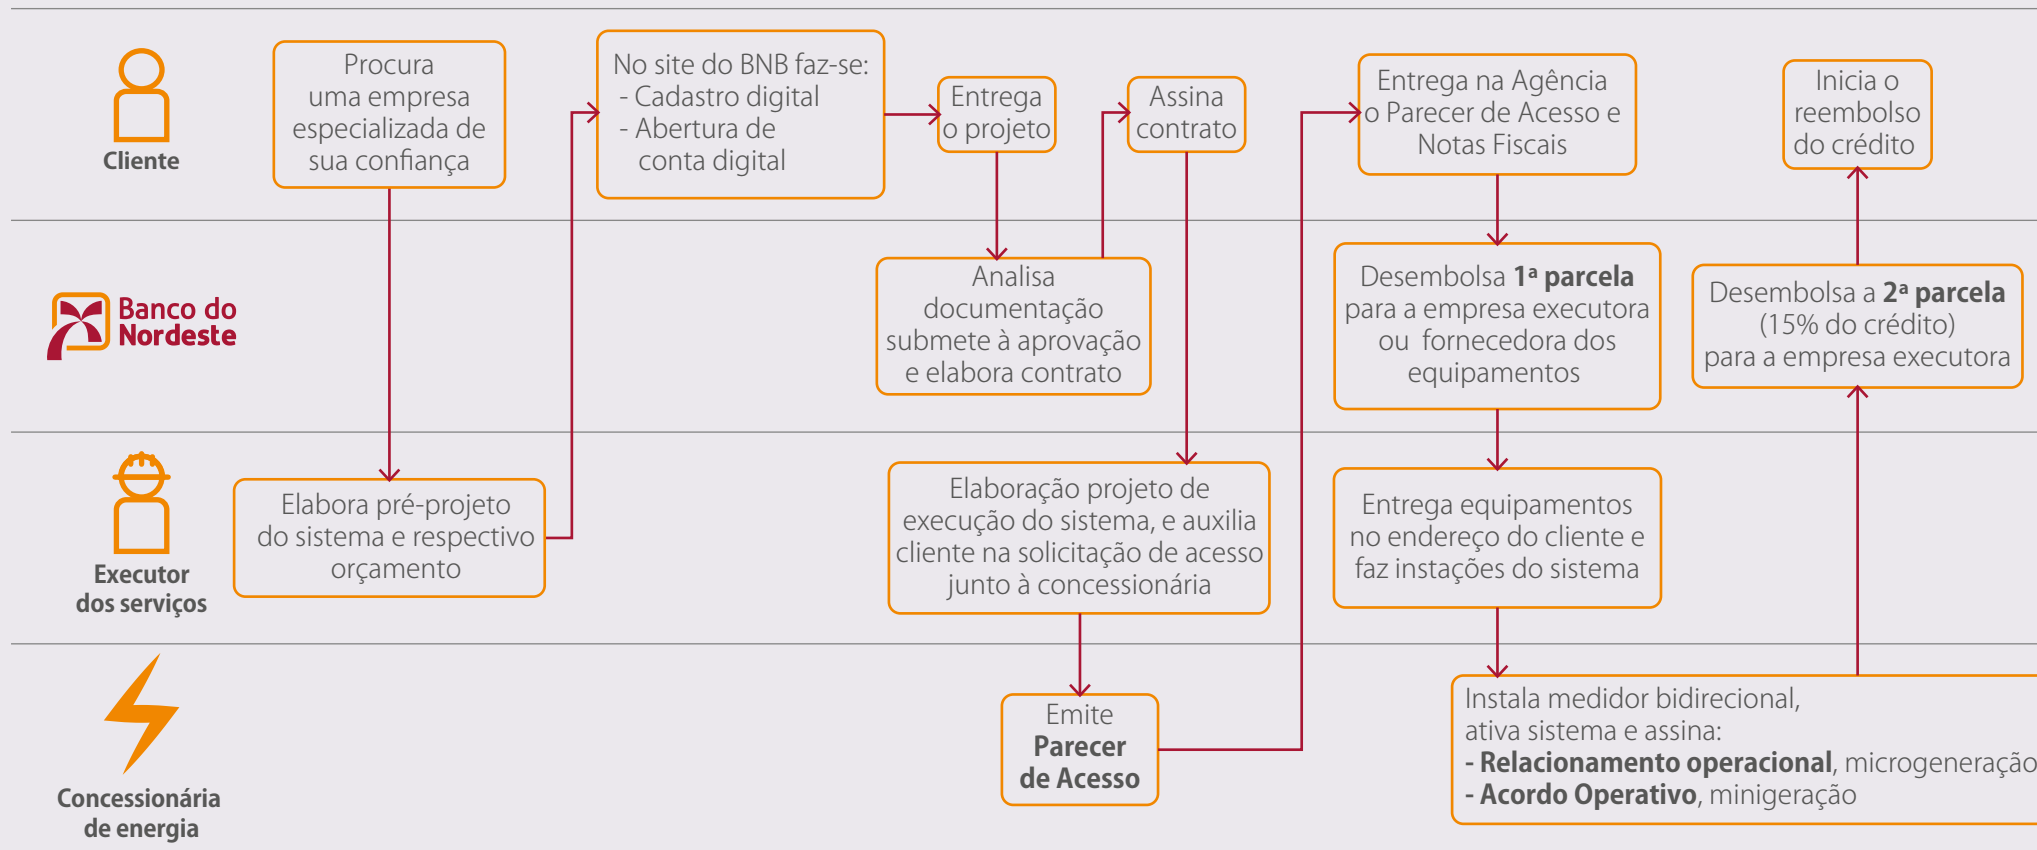 Cliente
Procura
uma empresa
especializada de
sua confiança
No site do BNB faz-se:
- Cadastro digital
- Abertura de
conta digital
Entrega
o projeto
Assina
contrato
Entrega na Agência
o Parecer de Acesso e
Notas Fiscais
Inicia o
reembolso
do crédito
Banco do
Nordeste
Analisa
documentação
submete à aprovação
e elabora contrato
Desembolsa 1ª parcela
para a empresa executora
ou fornecedora dos
equipamentos
Desembolsa a 2ª parcela
(15% do crédito)
para a empresa executora
Executor
dos serviços
Elabora pré-projeto
do sistema e respectivo
orçamento
Elaboração projeto de
execução do sistema, e auxilia
cliente na solicitação de acesso
junto à concessionária
Entrega equipamentos
no endereço do cliente e
faz instações do sistema
Concessionária
de energia
Emite
Parecer
de Acesso
Instala medidor bidirecional,
ativa sistema e assina:
- Relacionamento operacional, microgeneração
- Acordo Operativo, minigeração